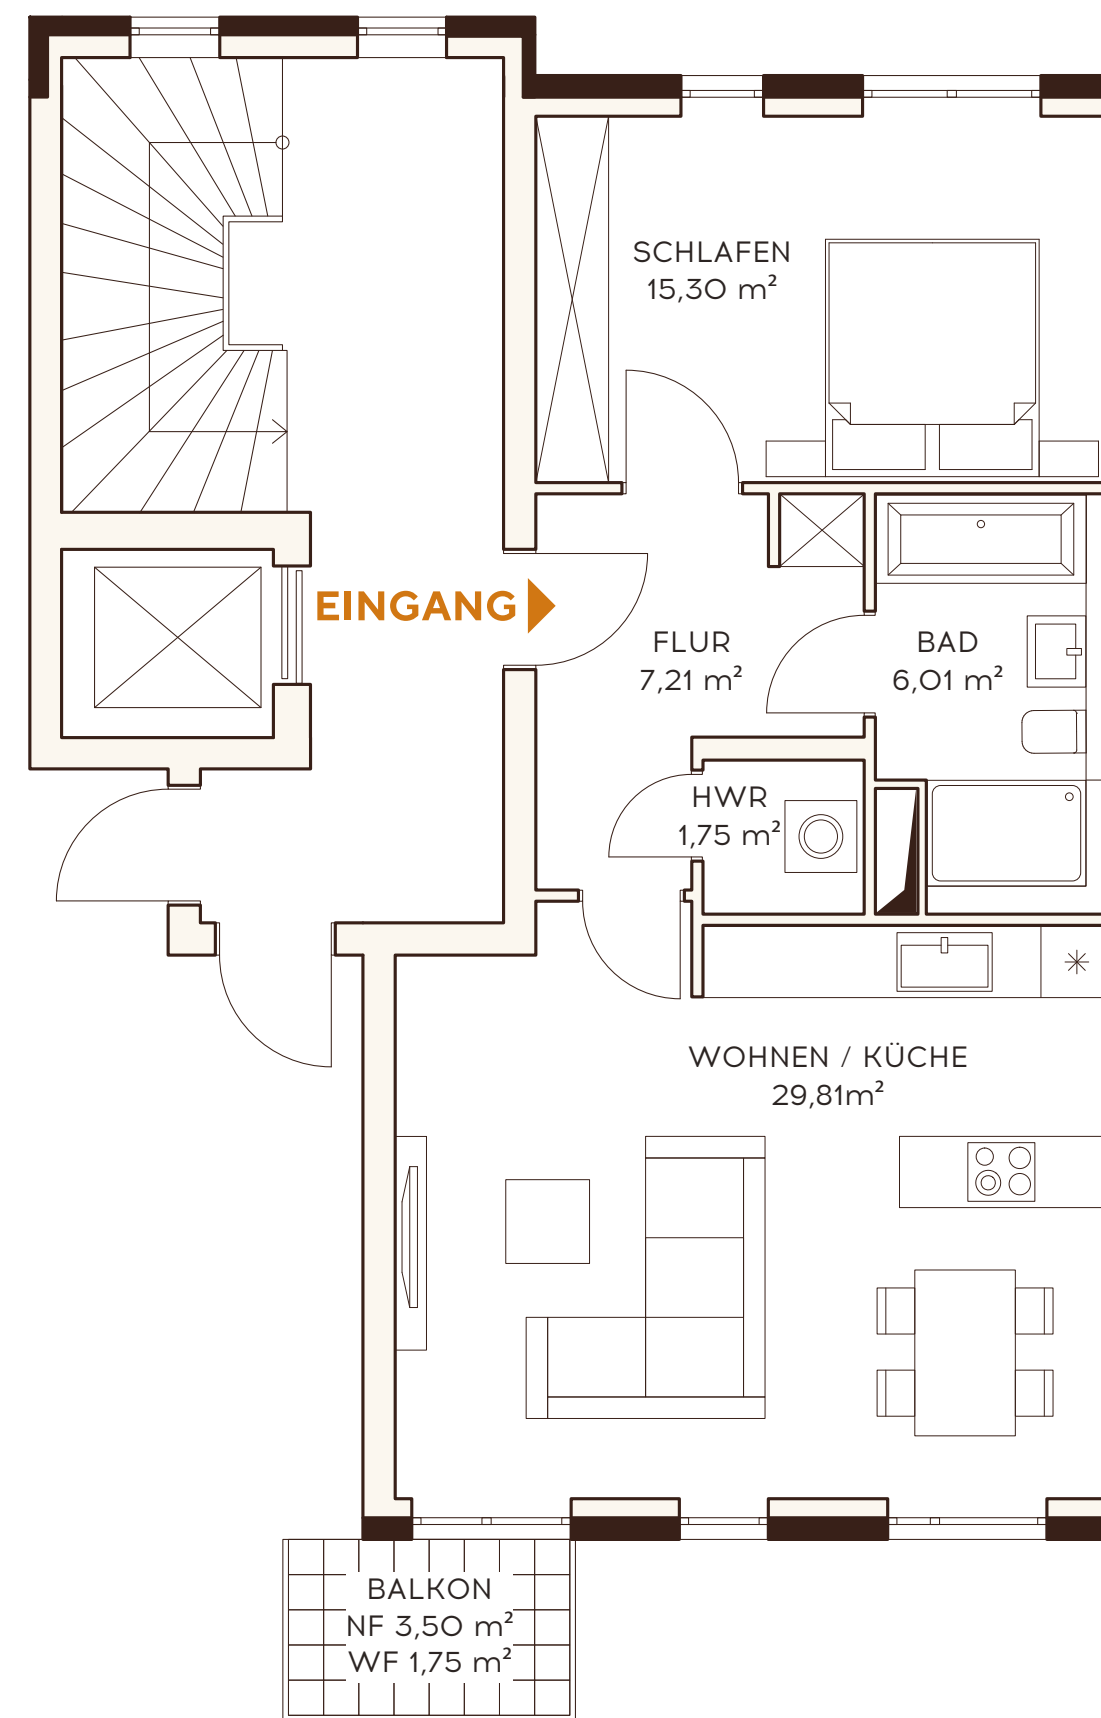 SCHLAFEN
15,30 m²
EINGANG
FLUR
7,21 m²
BAD
6,01 m²
HWR
1,75 m²
WOHNEN / KÜCHE
29,81m²
BALKON
NF 3,50 m²
WF 1,75 m²